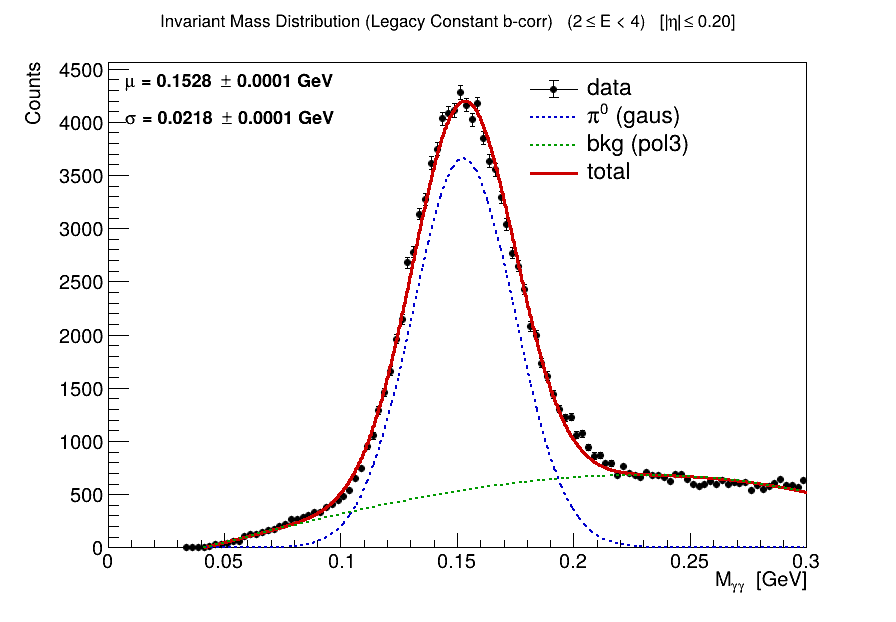 Invariant Mass Distribution (Legacy Constant b-corr) (2 ≤ E < 4) [|η| ≤ 0.20]
Counts
4500
4000
3500
3000
2500
2000
1500
1000
500
0
μ = 0.1528 ± 0.0001 GeV
σ = 0.0218 ± 0.0001 GeV
data
π⁰ (gaus)
bkg (pol3)
total
0 0.05 0.1 0.15 0.2 0.25 0.3
M_γγ [GeV]